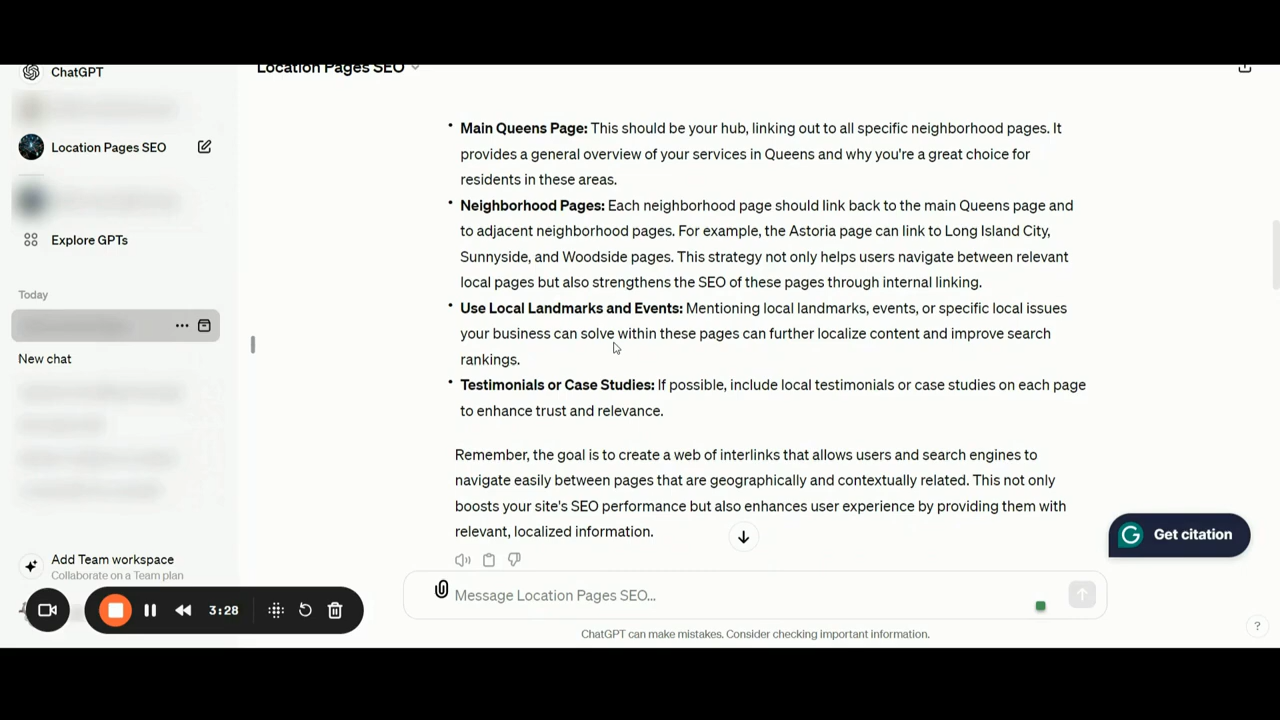 ChatGPT
Location Pages SEO
Location Pages SEO
Explore GPTs
Today
New chat
Add Team workspace
Collaborate on a Team plan
3:28
• Main Queens Page: This should be your hub, linking out to all specific neighborhood pages. It
provides a general overview of your services in Queens and why you're a great choice for
residents in these areas.
• Neighborhood Pages: Each neighborhood page should link back to the main Queens page and
to adjacent neighborhood pages. For example, the Astoria page can link to Long Island City,
Sunnyside, and Woodside pages. This strategy not only helps users navigate between relevant
local pages but also strengthens the SEO of these pages through internal linking.
• Use Local Landmarks and Events: Mentioning local landmarks, events, or specific local issues
your business can solve within these pages can further localize content and improve search
rankings.
• Testimonials or Case Studies: If possible, include local testimonials or case studies on each page
to enhance trust and relevance.
Remember, the goal is to create a web of interlinks that allows users and search engines to
navigate easily between pages that are geographically and contextually related. This not only
boosts your site's SEO performance but also enhances user experience by providing them with
relevant, localized information.
Get citation
Message Location Pages SEO...
ChatGPT can make mistakes. Consider checking important information.
?